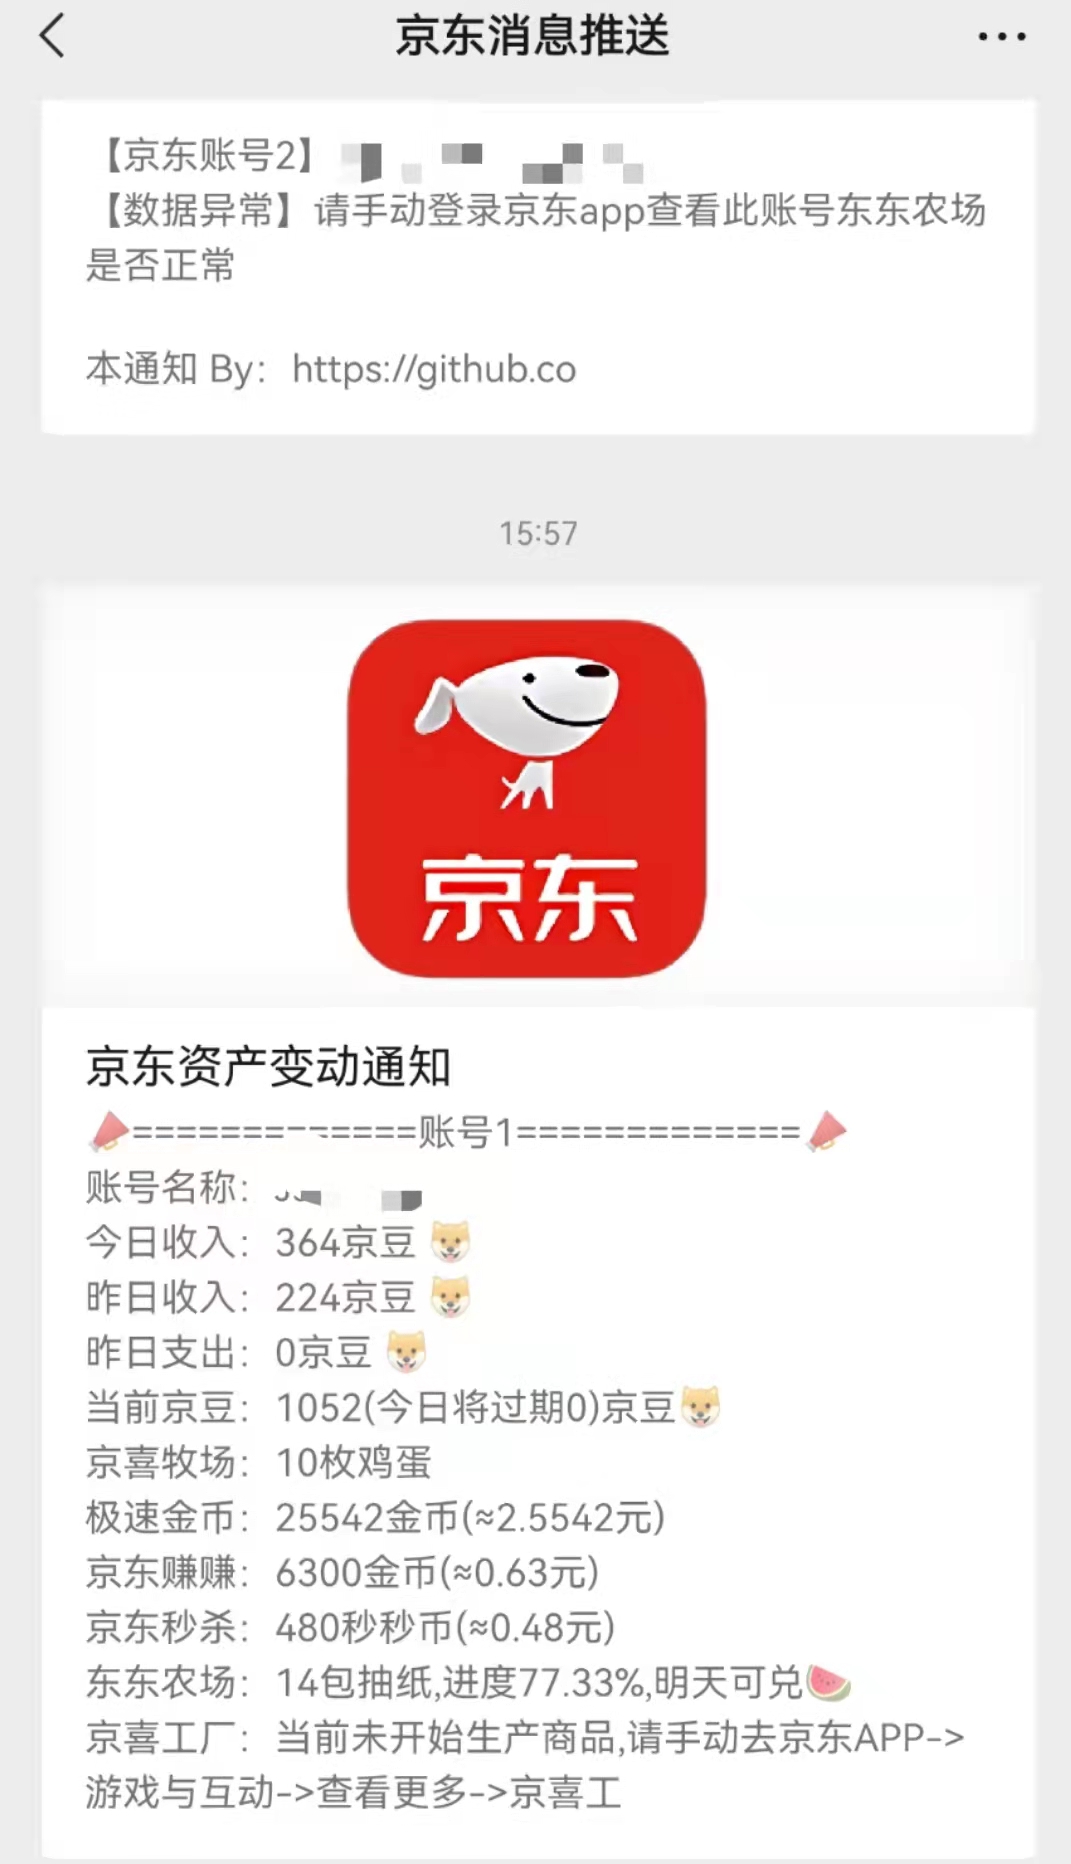 京东消息推送
【京东账号2】
【数据异常】请手动登录京东app查看此账号东东农场
是否正常
本通知 By：https://github.co
15:57
京东
京东资产变动通知
=============账号1=============
账号名称：
今日收入：364京豆
昨日收入：224京豆
昨日支出：0京豆
当前京豆：1052(今日将过期0)京豆
京喜牧场：10枚鸡蛋
极速金币：25542金币(≈2.5542元)
京东赚赚：6300金币(≈0.63元)
京东秒杀：480秒秒币(≈0.48元)
东东农场：14包抽纸,进度77.33%,明天可兑
京喜工厂：当前未开始生产商品,请手动去京东APP->
游戏与互动->查看更多->京喜工